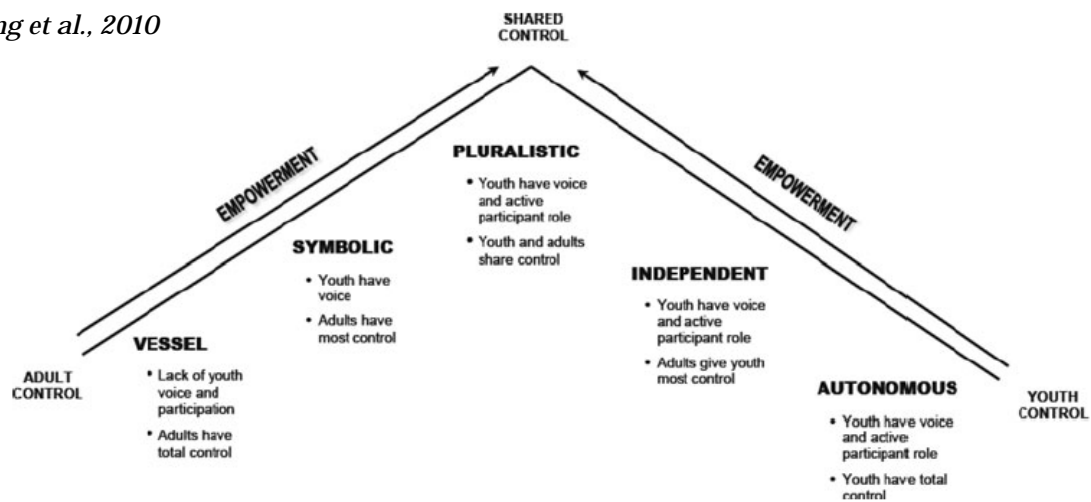 ng et al., 2010
SHARED
CONTROL
EMPOWERMENT
EMPOWERMENT
PLURALISTIC
• Youth have voice
and active
participant role
• Youth and adults
share control
SYMBOLIC
• Youth have
voice
• Adults have
most control
INDEPENDENT
• Youth have voice
and active
participant role
• Adults give youth
most control
VESSEL
• Lack of youth
voice and
participation
• Adults have
total control
ADULT
CONTROL
AUTONOMOUS
• Youth have voice
and active
participant role
• Youth have total
control
YOUTH
CONTROL